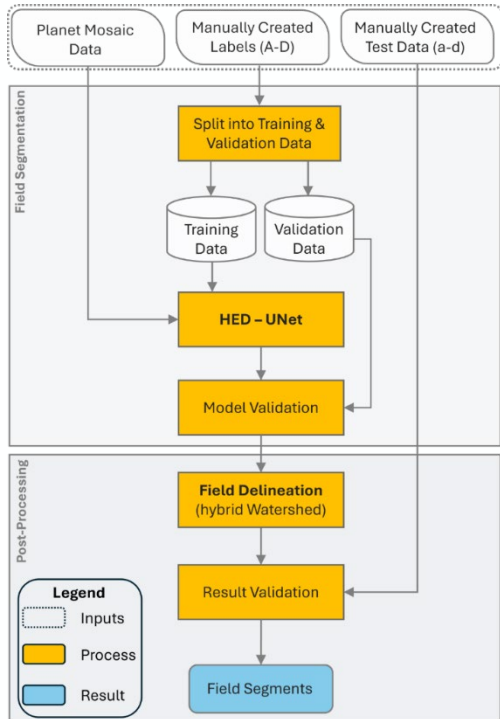 Planet Mosaic
Data
Manually Created
Labels (A-D)
Manually Created
Test Data (a-d)
Field Segmentation
Split into Training &
Validation Data
Training
Data
Validation
Data
HED – UNet
Model Validation
Post-Processing
Field Delineation
(hybrid Watershed)
Result Validation
Field Segments
Legend
Inputs
Process
Result